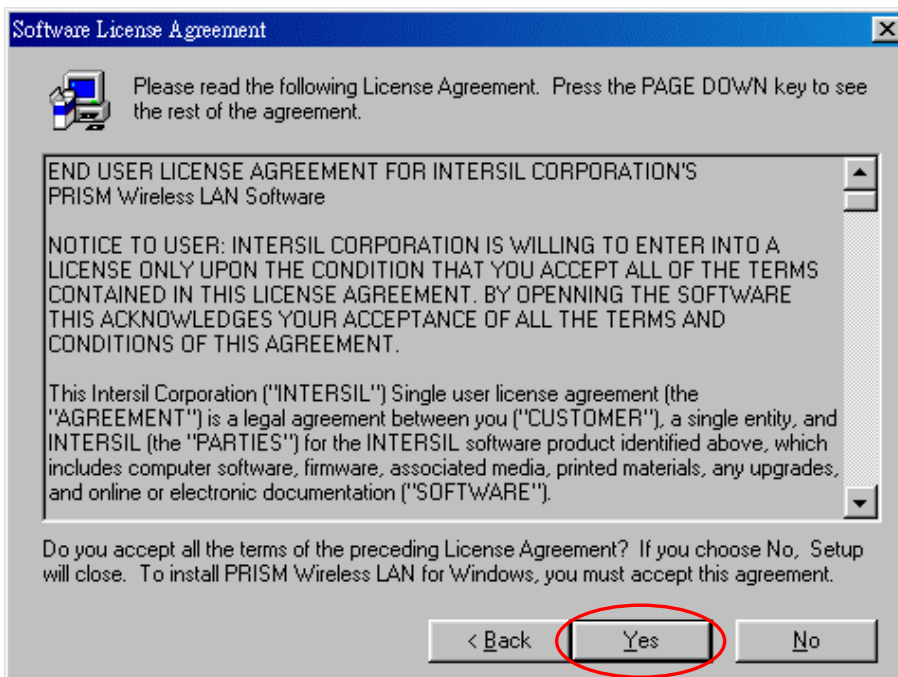 Software License Agreement
Please read the following License Agreement. Press the PAGE DOWN key to see
the rest of the agreement.
END USER LICENSE AGREEMENT FOR INTERSIL CORPORATION'S
PRISM Wireless LAN Software
NOTICE TO USER: INTERSIL CORPORATION IS WILLING TO ENTER INTO A
LICENSE ONLY UPON THE CONDITION THAT YOU ACCEPT ALL OF THE TERMS
CONTAINED IN THIS LICENSE AGREEMENT. BY OPENNING THE SOFTWARE
THIS ACKNOWLEDGES YOUR ACCEPTANCE OF ALL THE TERMS AND
CONDITIONS OF THIS AGREEMENT.
This Intersil Corporation ("INTERSIL") Single user license agreement (the
"AGREEMENT") is a legal agreement between you ("CUSTOMER"), a single entity, and
INTERSIL (the "PARTIES") for the INTERSIL software product identified above, which
includes computer software, firmware, associated media, printed materials, any upgrades,
and online or electronic documentation ("SOFTWARE").
Do you accept all the terms of the preceding License Agreement? If you choose No, Setup
will close. To install PRISM Wireless LAN for Windows, you must accept this agreement.
< Back Yes No